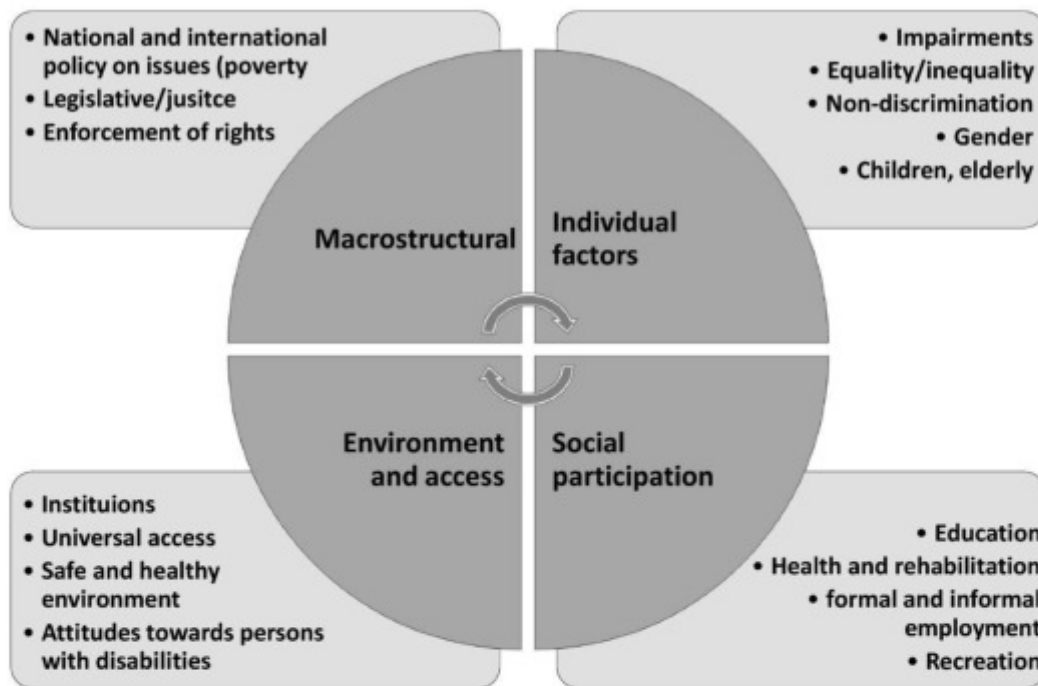 • National and international
policy on issues (poverty
• Legislative/jusitce
• Enforcement of rights
• Impairments
• Equality/inequality
• Non-discrimination
• Gender
• Children, elderly
Macrostructural
Individual
factors
Environment
and access
Social
participation
• Instituions
• Universal access
• Safe and healthy
environment
• Attitudes towards persons
with disabilities
• Education
• Health and rehabilitation
• formal and informal
employment
• Recreation